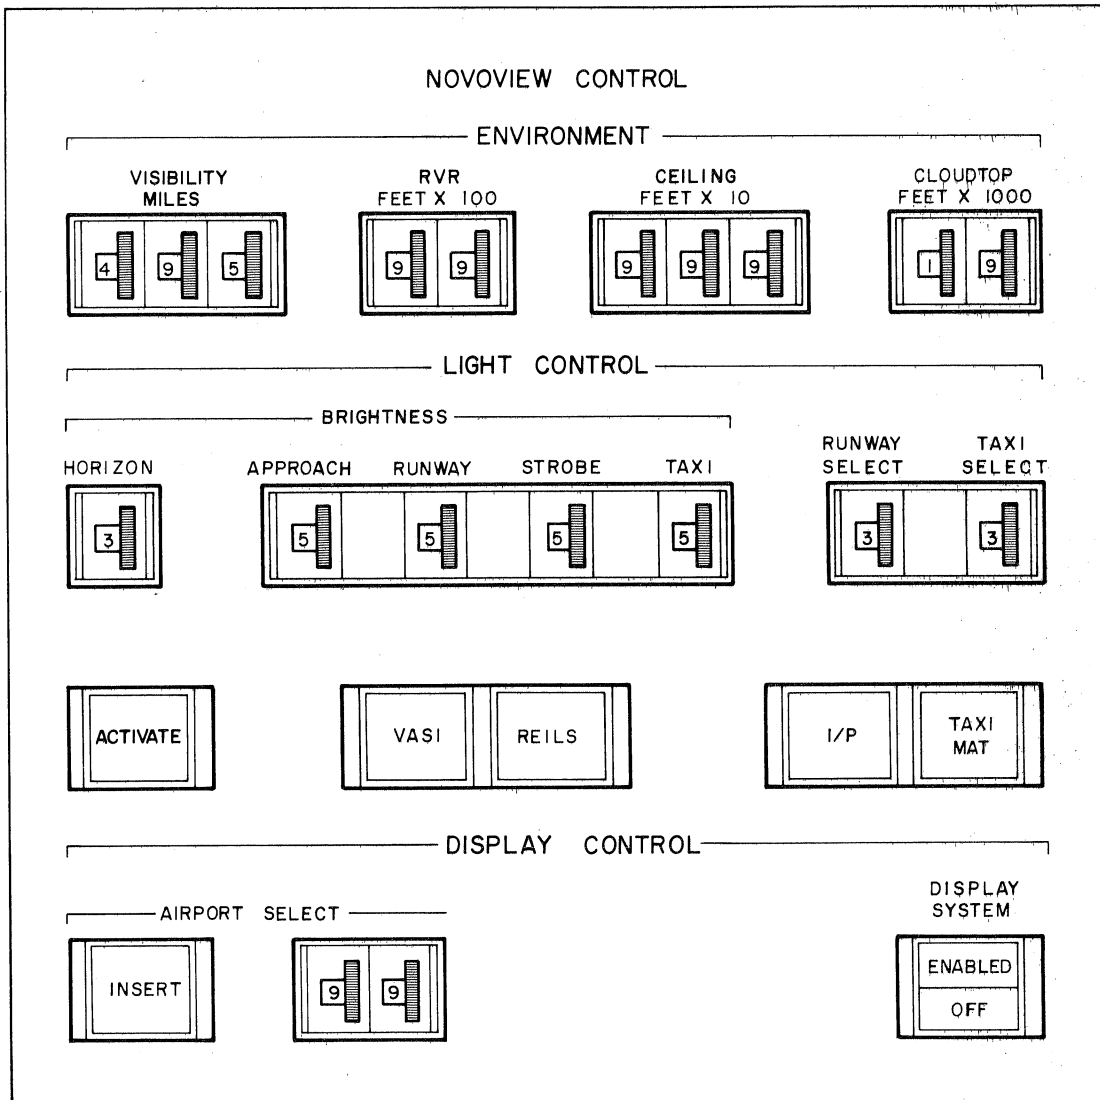 NOVOVIEW CONTROL
ENVIRONMENT
VISIBILITY
MILES
RVR
FEET X 100
CEILING
FEET X 10
CLOUDTOP
FEET X 1000
4 9 5
9 9
9 9 9
1 9
LIGHT CONTROL
BRIGHTNESS
HORIZON
APPROACH
RUNWAY
STROBE
TAXI
RUNWAY
SELECT
TAXI
SELECT
3
5
5
5
5
3
3
ACTIVATE
VASI
REILS
I/P
TAXI
MAT
DISPLAY CONTROL
AIRPORT SELECT
DISPLAY
SYSTEM
INSERT
9 9
ENABLED
OFF